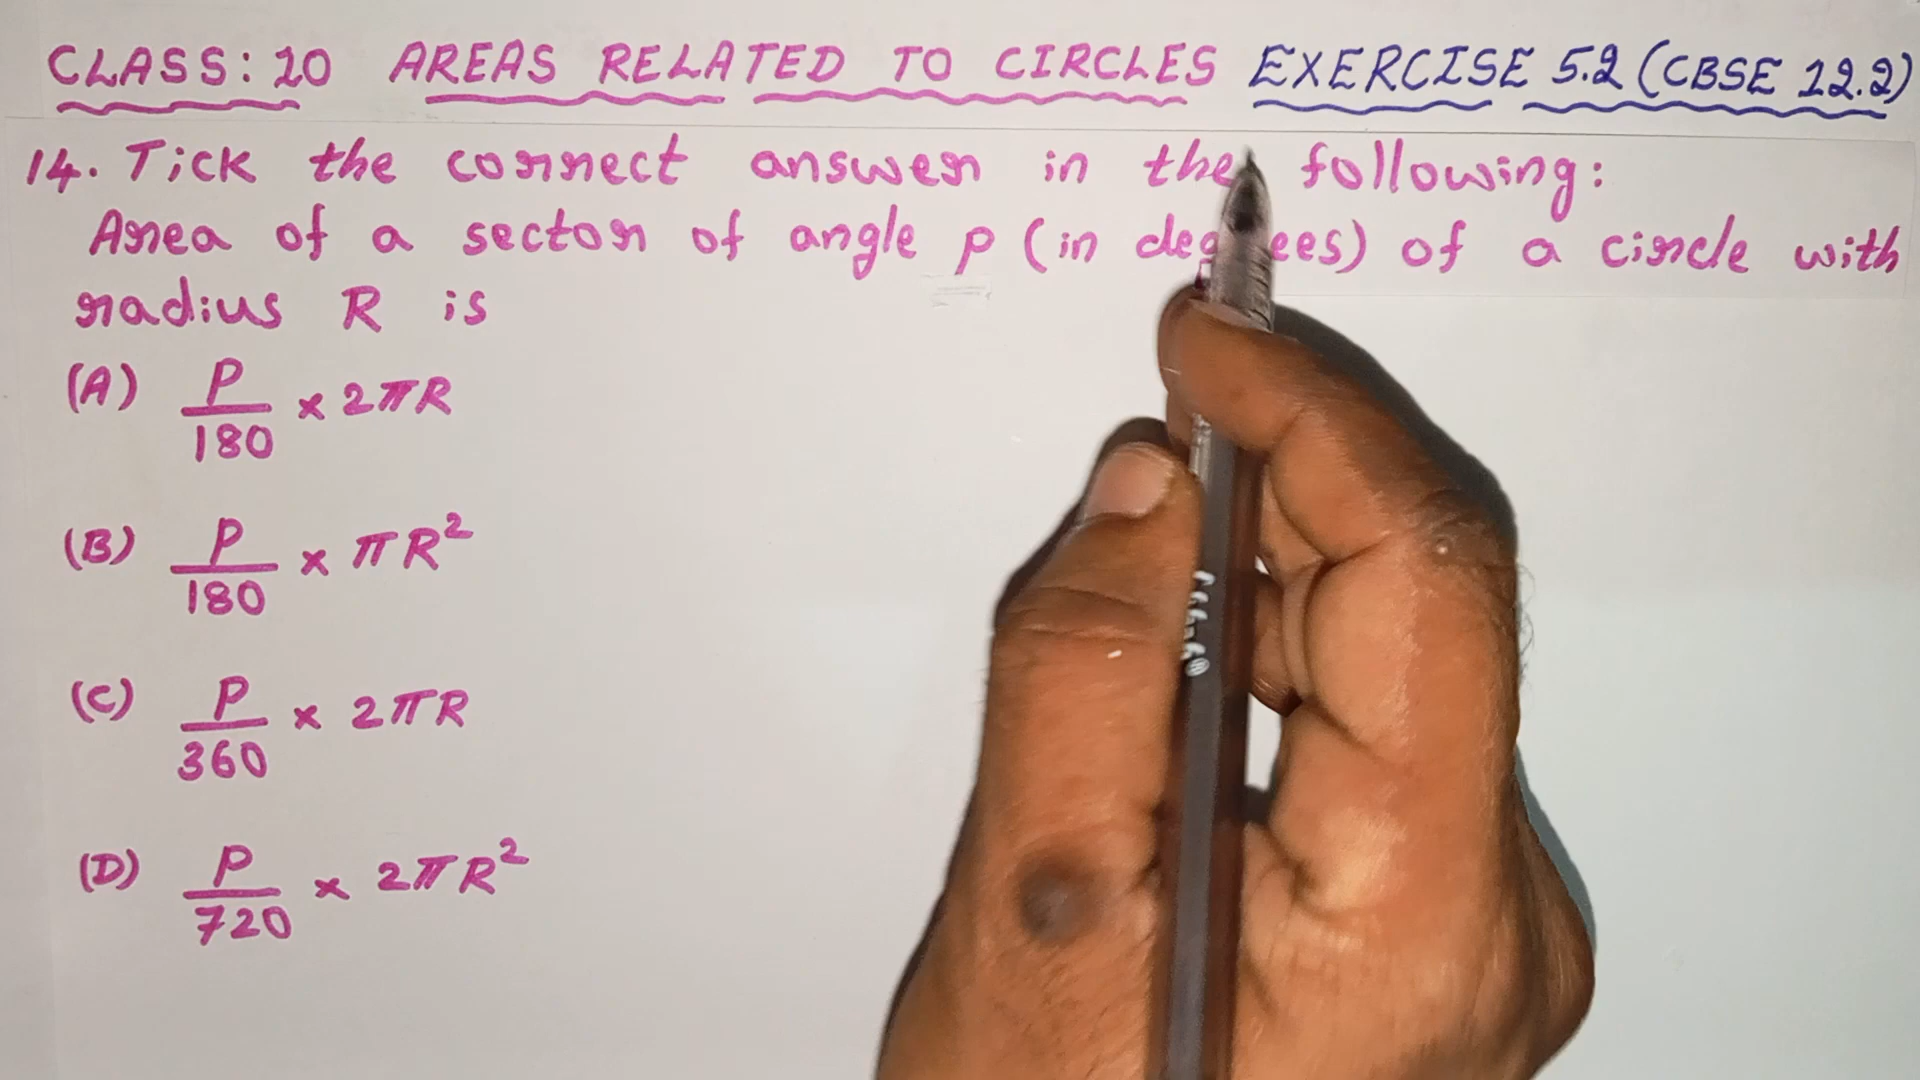 CLASS: 10 AREAS RELATED TO CIRCLES EXERCISE 5.2 (CBSE 12.2)
14. Tick the correct answer in the following:
Area of a sector of angle p (in degrees) of a circle with
radius R is
(A) P/180 × 2πR
(B) P/180 × πR²
(C) P/360 × 2πR
(D) P/720 × 2πR²